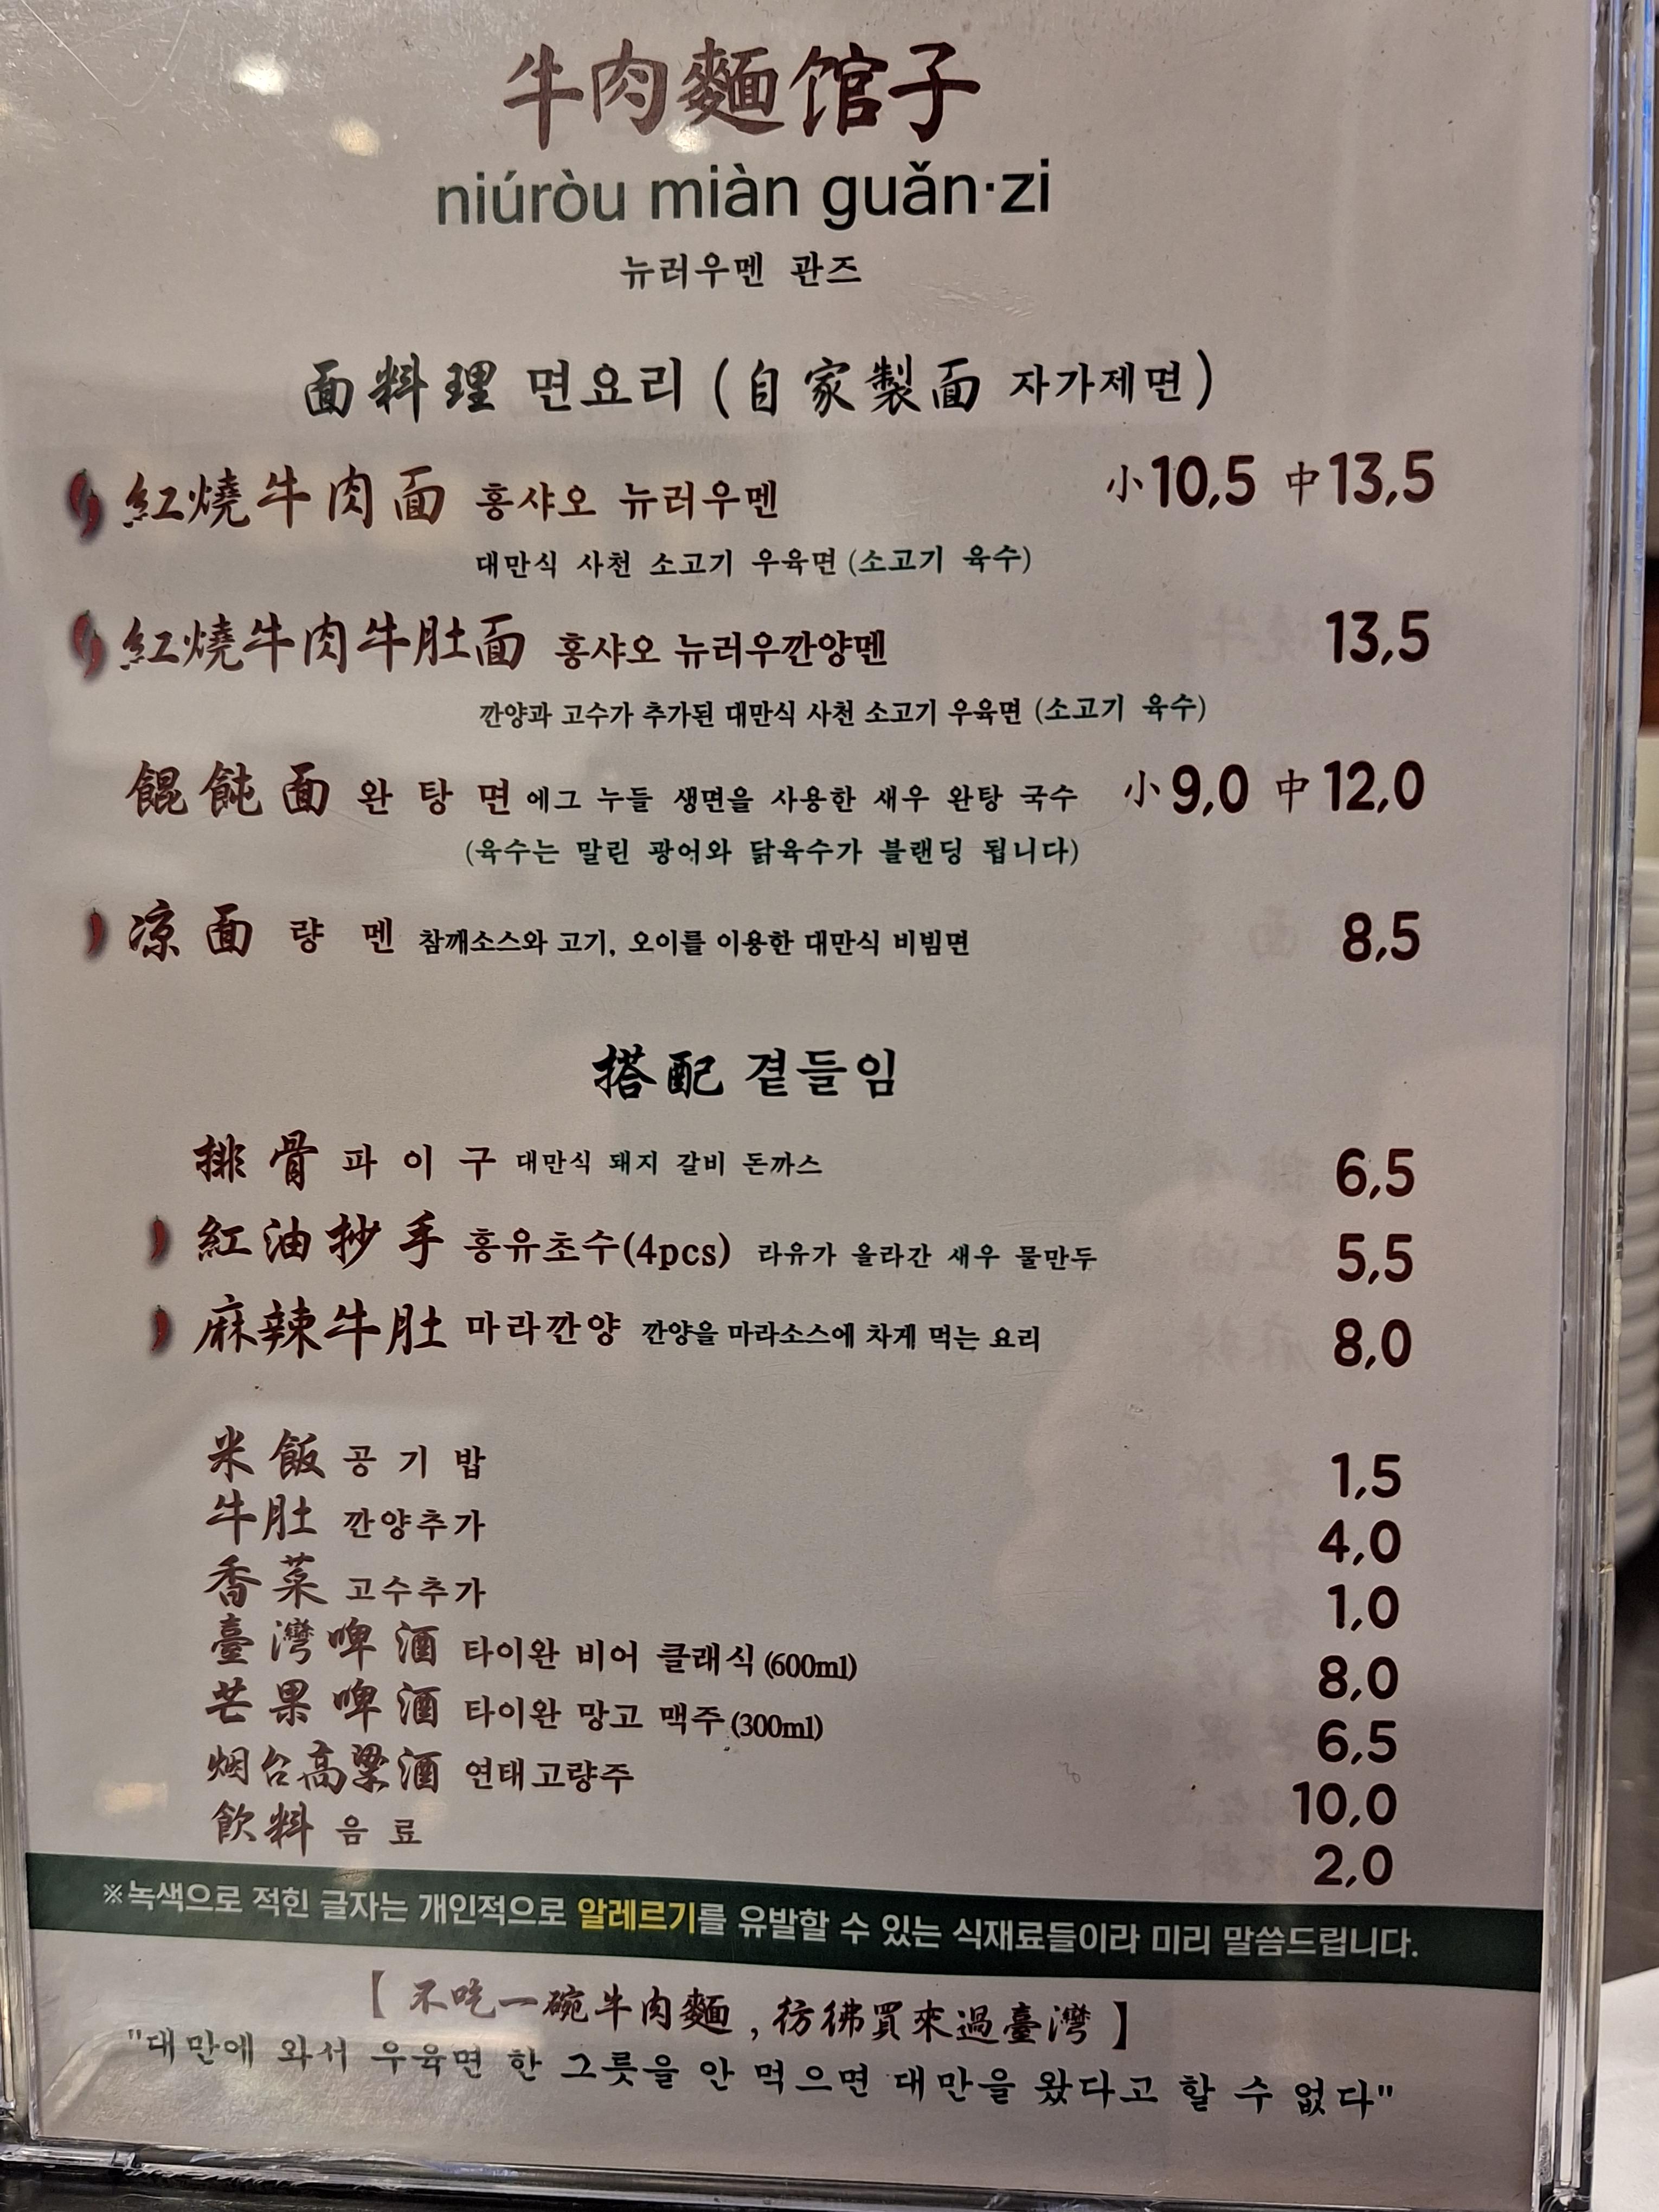 牛肉麵馆子
niúròu miàn guǎn·zi
뉴러우멘 관즈
面料理 면요리 (自家製面 자가제면)
紅燒牛肉面 홍샤오 뉴러우멘 小10,5 中13,5
대만식 사천 소고기 우육면 (소고기 육수)
紅燒牛肉牛肚面 홍샤오 뉴러우깐양멘 13,5
깐양과 고수가 추가된 대만식 사천 소고기 우육면 (소고기 육수)
餛飩面 완탕면 에그 누들 생면을 사용한 새우 완탕 국수 小9,0 中12,0
(육수는 말린 광어와 닭육수가 블랜딩 됩니다)
凉面 량멘 참깨소스와 고기, 오이를 이용한 대만식 비빔면 8,5
搭配 곁들임
排骨 파이구 대만식 돼지 갈비 돈까스 6,5
紅油抄手 홍유초수(4pcs) 라유가 올라간 새우 물만두 5,5
麻辣牛肚 마라깐양 깐양을 마라소스에 차게 먹는 요리 8,0
米飯 공기밥 1,5
牛肚 깐양추가 4,0
香菜 고수추가 1,0
臺灣啤酒 타이완 비어 클래식 (600ml) 8,0
芒果啤酒 타이완 망고 맥주 (300ml) 6,5
烟台高粱酒 연태고량주 10,0
飮料 음료 2,0
※녹색으로 적힌 글자는 개인적으로 알레르기를 유발할 수 있는 식재료들이라 미리 말씀드립니다.
【 不吃一碗牛肉麵 , 彷彿買來過臺灣 】
"대만에 와서 우육면 한 그릇을 안 먹으면 대만을 왔다고 할 수 없다"